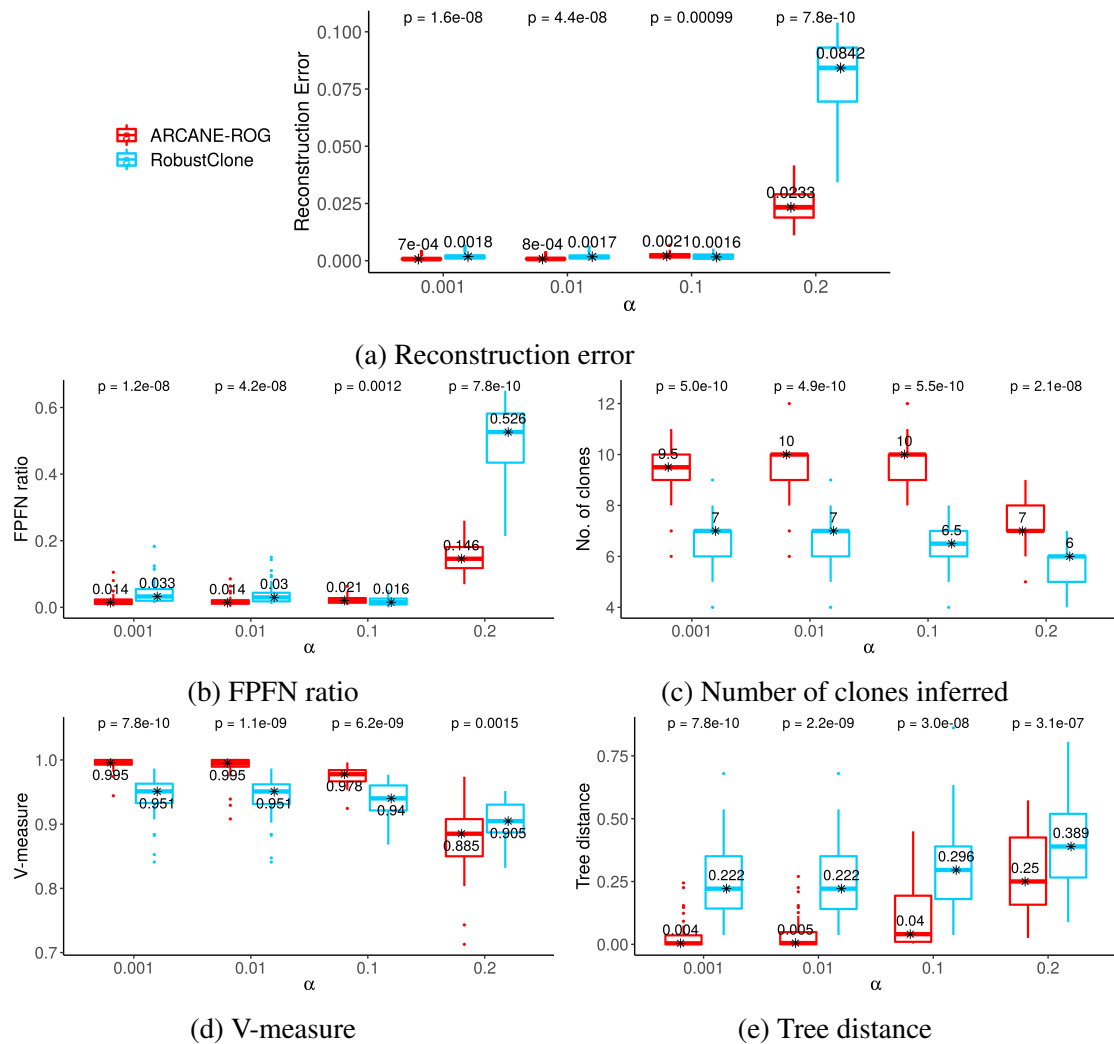 p = 1.6e-08 p = 4.4e-08 p = 0.00099 p = 7.8e-10
0.100
0.075
0.050
0.025
0.000
Reconstruction Error
ARCANE-ROG
RobustClone
7e-04 0.0018 8e-04 0.0017 0.0021 0.0016 0.0233 0.0842
0.001 0.01 0.1 0.2
α
(a) Reconstruction error
p = 1.2e-08 p = 4.2e-08 p = 0.0012 p = 7.8e-10
0.6
0.4
0.2
0.0
FPFN ratio
0.014 0.033 0.014 0.03 0.021 0.016 0.146 0.526
0.001 0.01 0.1 0.2
α
(b) FPFN ratio
p = 5.0e-10 p = 4.9e-10 p = 5.5e-10 p = 2.1e-08
12
10
8
6
4
No. of clones
9.5 7 10 7 10 6.5 7 6
0.001 0.01 0.1 0.2
α
(c) Number of clones inferred
p = 7.8e-10 p = 1.1e-09 p = 6.2e-09 p = 0.0015
1.0
0.9
0.8
0.7
V-measure
0.995 0.951 0.995 0.951 0.978 0.94 0.885 0.905
0.001 0.01 0.1 0.2
α
(d) V-measure
p = 7.8e-10 p = 2.2e-09 p = 3.0e-08 p = 3.1e-07
0.75
0.50
0.25
0.00
Tree distance
0.004 0.222 0.005 0.222 0.04 0.296 0.25 0.389
0.001 0.01 0.1 0.2
α
(e) Tree distance